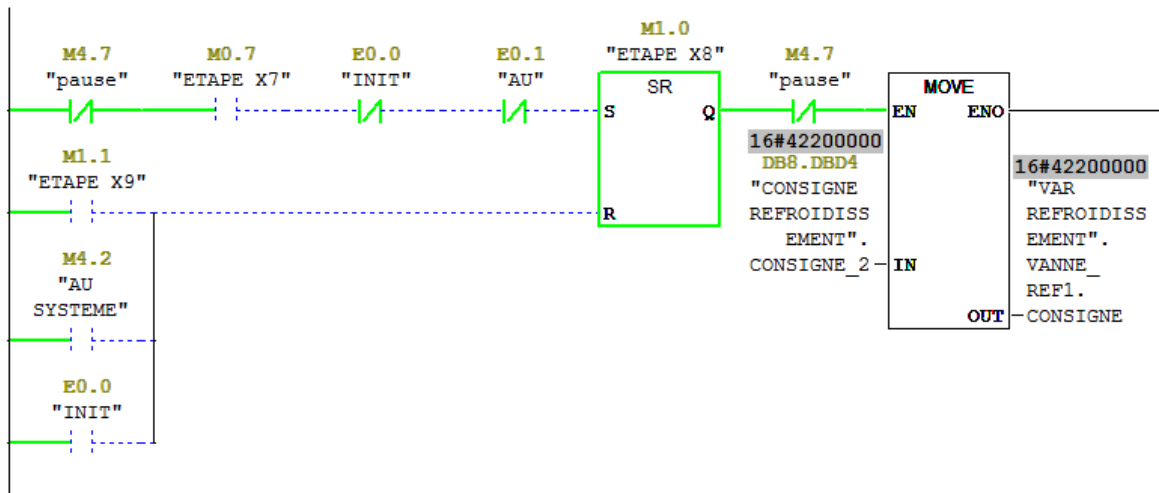 M1.0
M4.7 M0.7 E0.0 E0.1 "ETAPE X8" M4.7
"pause" "ETAPE X7" "INIT" "AU" SR "pause" MOVE
S Q EN ENO
16#42200000
M1.1 DB8.DBD4 16#42200000
"ETAPE X9" "CONSIGNE "VAR
R REFROIDISS REFROIDISS
EMENT". EMENT".
M4.2 CONSIGNE_2 IN VANNE_
"AU REF1.
SYSTEME" OUT CONSIGNE
E0.0
"INIT"